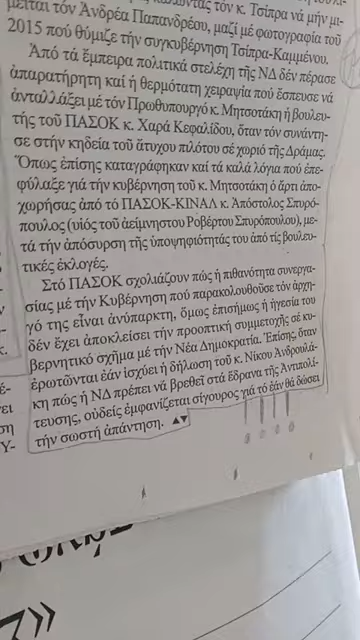 μεῖται τόν Ἀνδρέα Παπανδρέου, μαζί μέ φωτογραφία τοῦ
2015 πού θύμιζε τήν συγκυβέρνηση Τσίπρα-Καμμένου.
Ἀπό τά ἔμπειρα πολιτικά στελέχη τῆς ΝΔ δέν πέρασε
ἀπαρατήρητη καί ἡ θερμότατη χειραψία πού ἔσπευσε νά
ἀνταλλάξει μέ τόν Πρωθυπουργό κ. Μητσοτάκη ἡ βουλευ-
τής τοῦ ΠΑΣΟΚ κ. Χαρά Κεφαλίδου, ὅταν τόν συνάντη-
σε στήν κηδεία τοῦ ἄτυχου πιλότου σέ χωριό τῆς Δράμας.
Ὅπως ἐπίσης καταγράφηκαν καί τά καλά λόγια πού ἐπε-
φύλαξε γιά τήν κυβέρνηση τοῦ κ. Μητσοτάκη ὁ ἄρτι ἀπο-
χωρήσας ἀπό τό ΠΑΣΟΚ-ΚΙΝΑΛ κ. Ἀπόστολος Σπυρό-
πουλος (υἱός τοῦ ἀείμνηστου Ροβέρτου Σπυρόπουλου), με-
τά τήν ἀπόσυρση τῆς ὑποψηφιότητάς του ἀπό τίς βουλευ-
τικές ἐκλογές.
Στό ΠΑΣΟΚ σχολιάζουν πώς ἡ πιθανότητα συνεργα-
σίας μέ τήν Κυβέρνηση πού παρακολουθοῦσε τόν ἀρχη-
γό της εἶναι ἀνύπαρκτη, ὅμως ἐπισήμως ἡ ἡγεσία του
δέν ἔχει ἀποκλείσει τήν προοπτική συμμετοχῆς σέ κυ-
βερνητικό σχῆμα μέ τήν Νέα Δημοκρατία. Ἐπίσης, ὅταν
ἐρωτῶνται ἐάν ἰσχύει ἡ δήλωση τοῦ κ. Νίκου Ἀνδρουλά-
κη πώς ἡ ΝΔ πρέπει νά βρεθεῖ στά ἕδρανα τῆς Ἀντιπολί-
τευσης, οὐδείς ἐμφανίζεται σίγουρος γιά τό ἐάν θά δώσει
τήν σωστή ἀπάντηση.